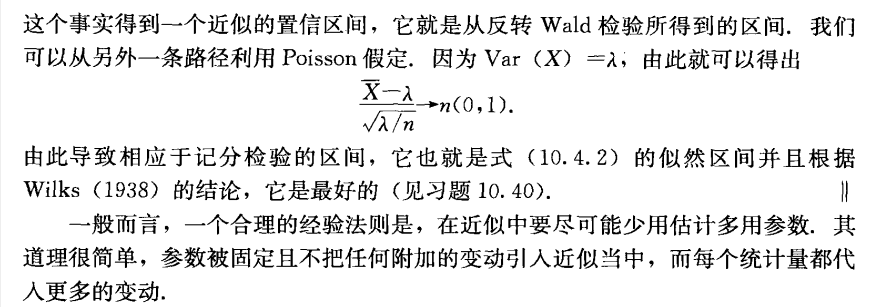 这个事实得到一个近似的置信区间，它就是从反转 Wald 检验所得到的区间. 我们
可以从另外一条路径利用 Poisson 假定. 因为 Var（X）＝λ，由此就可以得出
$\frac{\overline{X}-\lambda}{\sqrt{\lambda/n}}\rightarrow n(0,1).$
由此导致相应于记分检验的区间，它也就是式（10.4.2）的似然区间并且根据
Wilks（1938）的结论，它是最好的（见习题 10.40）. ‖
一般而言，一个合理的经验法则是，在近似中要尽可能少用估计多用参数. 其
道理很简单，参数被固定且不把任何附加的变动引入近似当中，而每个统计量都代
入更多的变动.